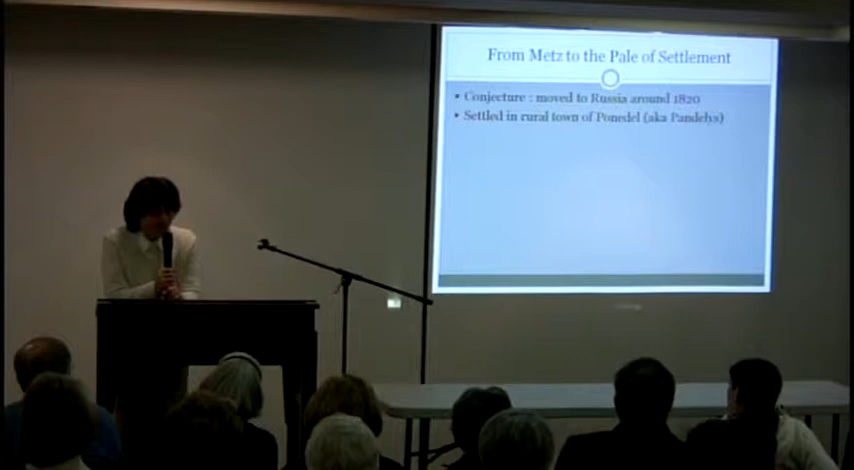 From Metz to the Pale of Settlement
• Conjecture : moved to Russia around 1820
• Settled in rural town of Ponedel (aka Pandelys)